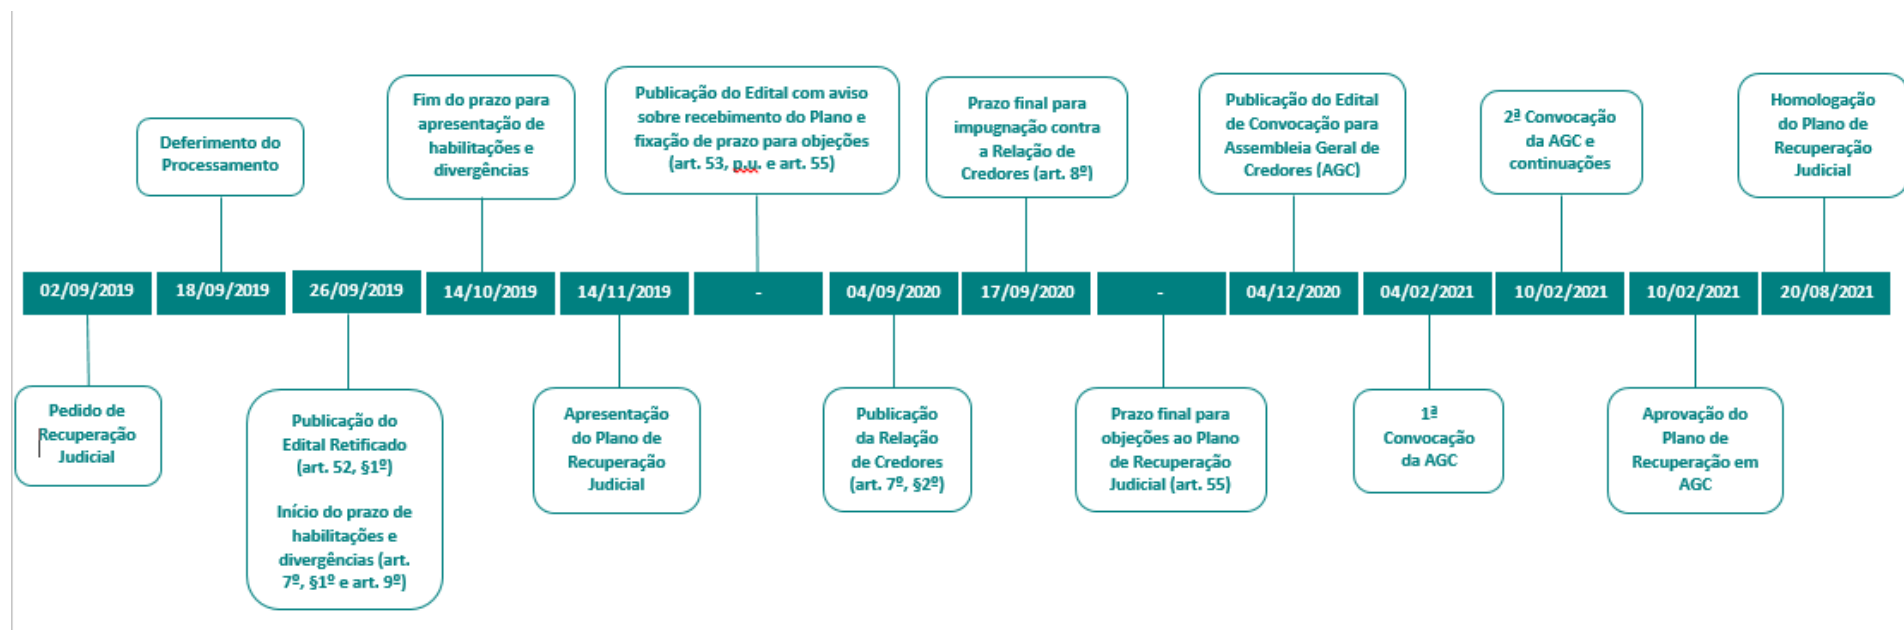 Deferimento do
Processamento
Fim do prazo para
apresentação de
habilitações e
divergências
Publicação do Edital com aviso
sobre recebimento do Plano e
fixação de prazo para objeções
(art. 53, p.u. e art. 55)
Prazo final para
impugnação contra
a Relação de
Credores (art. 8º)
Publicação do Edital
de Convocação para
Assembleia Geral de
Credores (AGC)
2ª Convocação
da AGC e
continuações
Homologação
do Plano de
Recuperação
Judicial
02/09/2019 18/09/2019 26/09/2019 14/10/2019 14/11/2019 - 04/09/2020 17/09/2020 - 04/12/2020 04/02/2021 10/02/2021 10/02/2021 20/08/2021
Pedido de
Recuperação
Judicial
Publicação do
Edital Retificado
(art. 52, §1º)
Início do prazo de
habilitações e
divergências (art.
7º, §1º e art. 9º)
Apresentação
do Plano de
Recuperação
Judicial
Publicação
da Relação
de Credores
(art. 7º, §2º)
Prazo final para
objeções ao Plano
de Recuperação
Judicial (art. 55)
1ª
Convocação
da AGC
Aprovação do
Plano de
Recuperação em
AGC